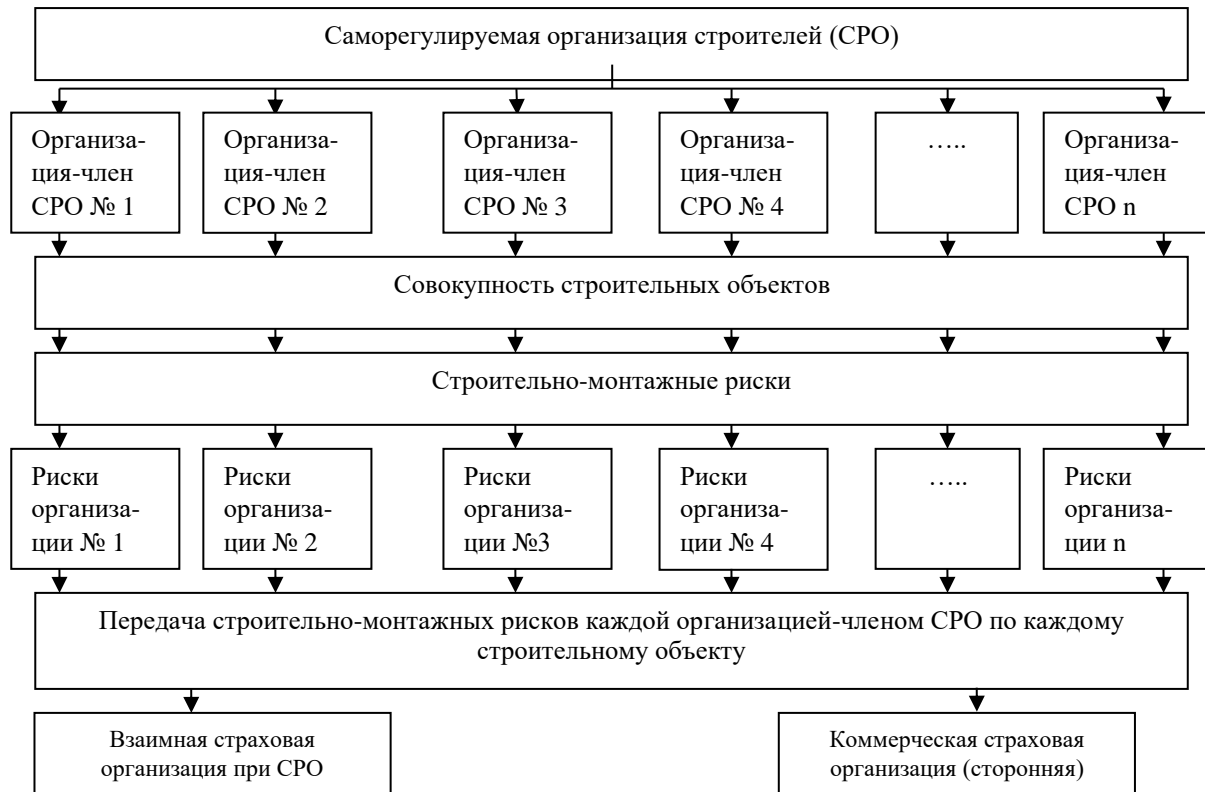 Саморегулируемая организация строителей (СРО)
Организа-
ция-член
СРО № 1
Организа-
ция-член
СРО № 2
Организа-
ция-член
СРО № 3
Организа-
ция-член
СРО № 4
…..
Организа-
ция-член
СРО n
Совокупность строительных объектов
Строительно-монтажные риски
Риски
организа-
ции № 1
Риски
организа-
ции № 2
Риски
организа-
ции №3
Риски
организа-
ции № 4
…..
Риски
организа-
ции n
Передача строительно-монтажных рисков каждой организацией-членом СРО по каждому
строительному объекту
Взаимная страховая
организация при СРО
Коммерческая страховая
организация (сторонняя)